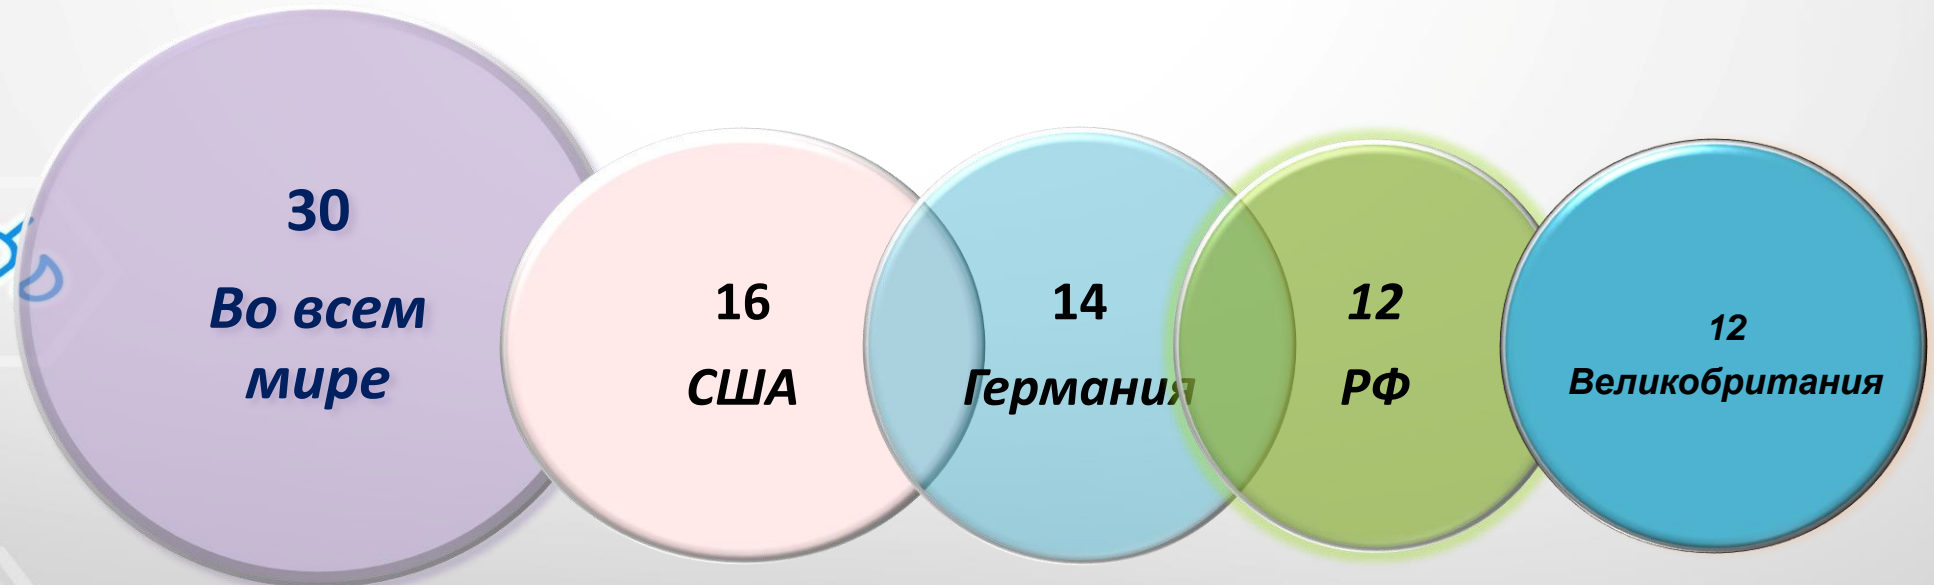 30
Во всем
мире
16
США
14
Германия
12
РФ
12
Великобритания